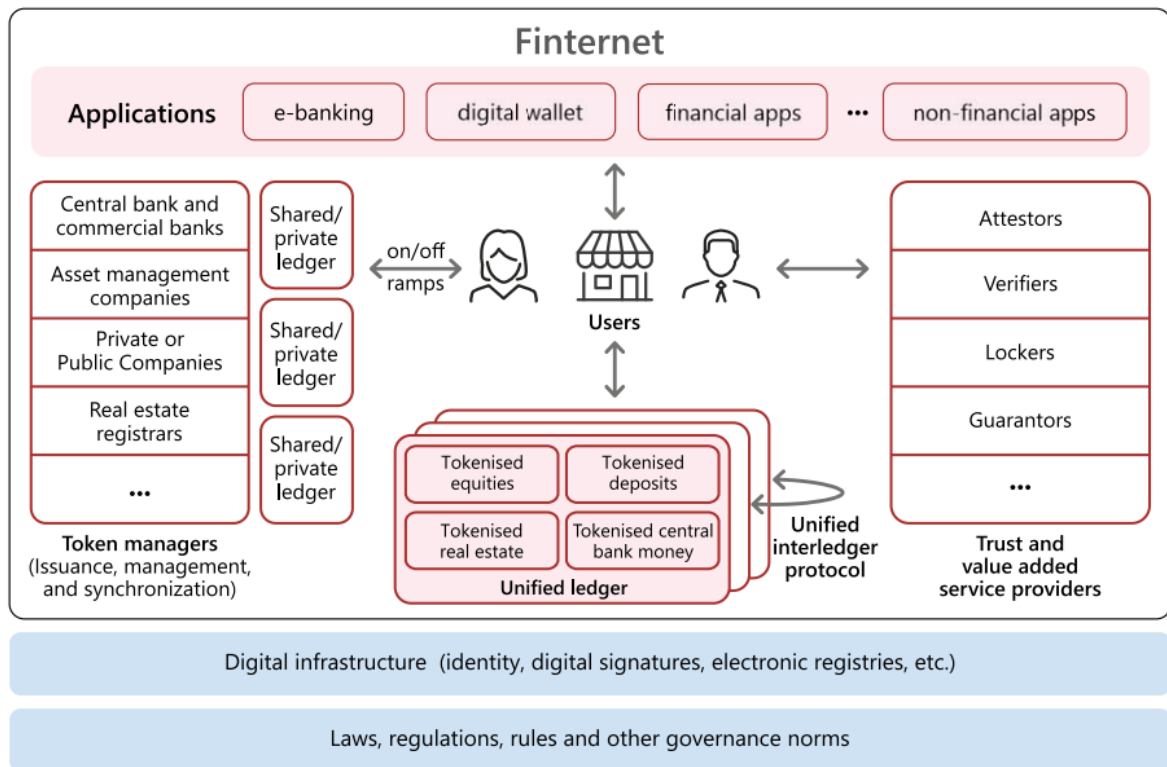 Finternet
Applications
e-banking
digital wallet
financial apps
...
non-financial apps
Central bank and
commercial banks
Asset management
companies
Private or
Public Companies
Real estate
registrars
...
Token managers
(Issuance, management,
and synchronization)
Shared/
private
ledger
Shared/
private
ledger
Shared/
private
ledger
on/off
ramps
Users
Tokenised
equities
Tokenised
deposits
Tokenised
real estate
Tokenised central
bank money
Unified ledger
Unified
interledger
protocol
Attestors
Verifiers
Lockers
Guarantors
...
Trust and
value added
service providers
Digital infrastructure (identity, digital signatures, electronic registries, etc.)
Laws, regulations, rules and other governance norms